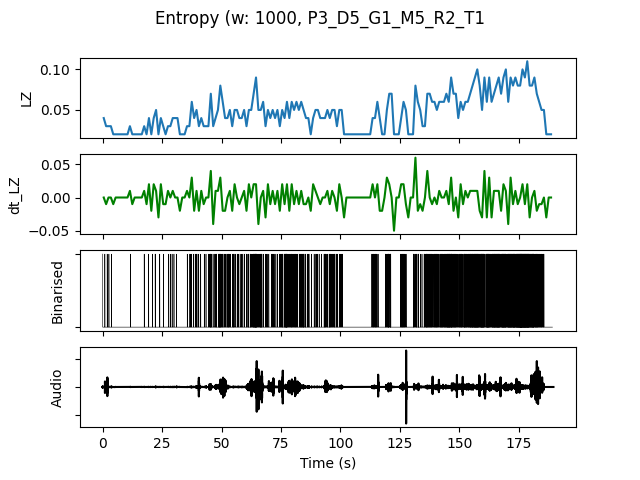 Entropy (w: 1000, P3_D5_G1_M5_R2_T1
LZ
0.10
0.05
dt_LZ
0.05
0.00
−0.05
Binarised
Audio
0 25 50 75 100 125 150 175
Time (s)